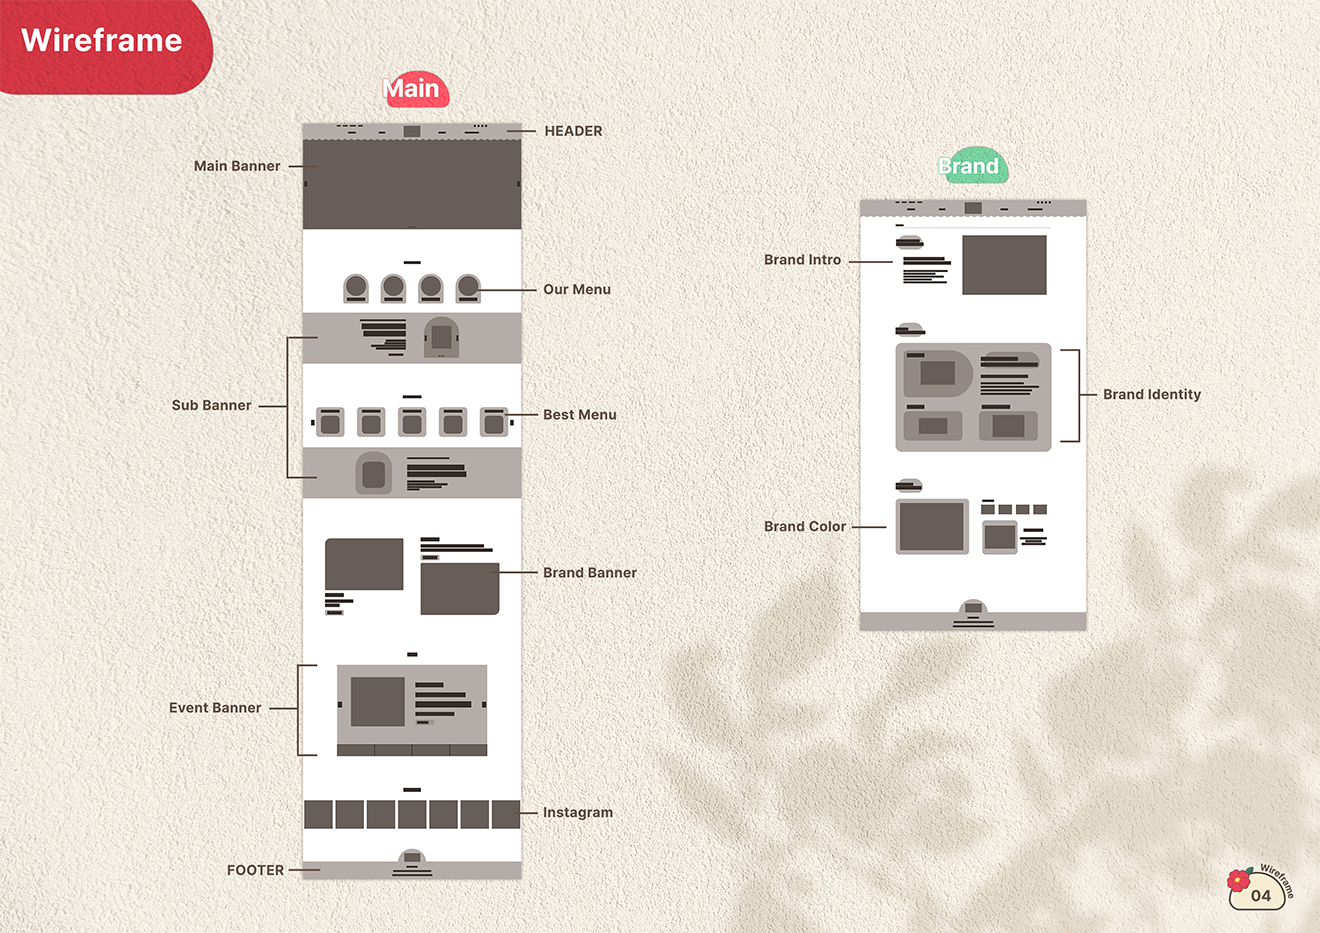 Wireframe
Main
HEADER
Main Banner
Our Menu
Sub Banner
Best Menu
Brand Banner
Event Banner
Instagram
FOOTER
Brand
Brand Intro
Brand Identity
Brand Color
Wireframe
04